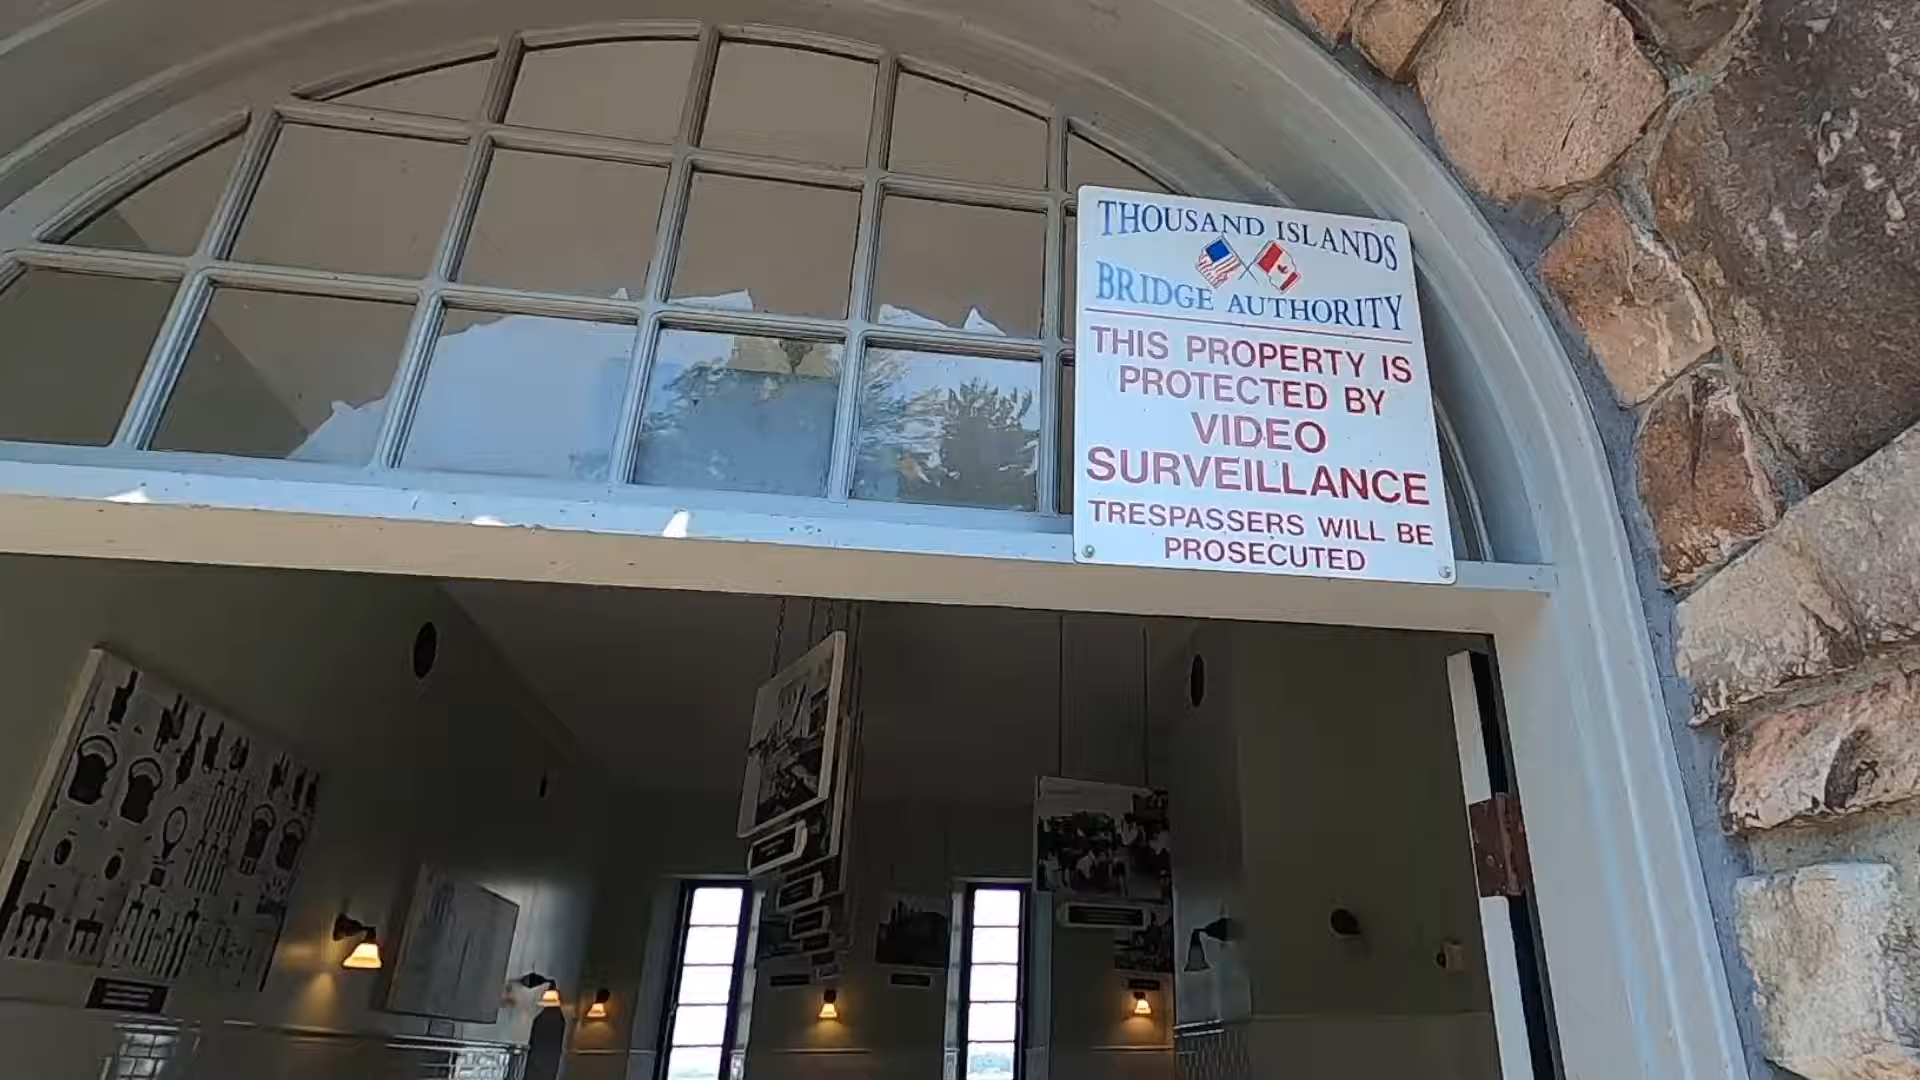 THOUSAND ISLANDS
BRIDGE AUTHORITY
THIS PROPERTY IS
PROTECTED BY
VIDEO
SURVEILLANCE
TRESPASSERS WILL BE
PROSECUTED